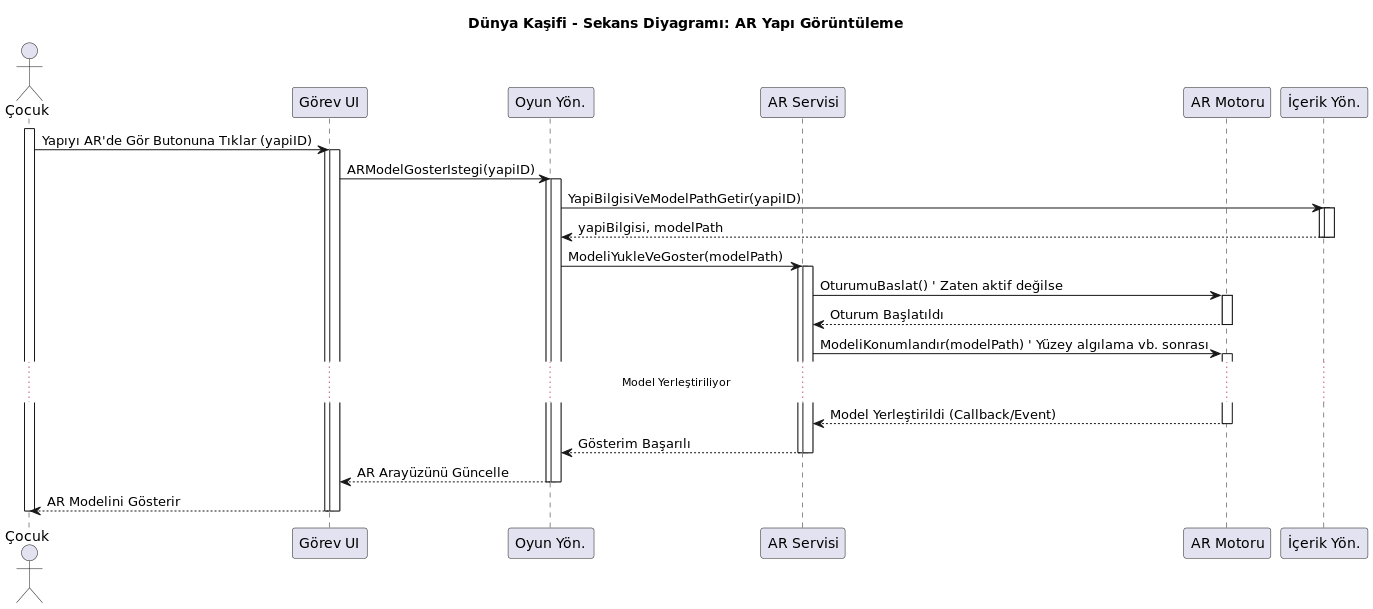 Dünya Kaşifi - Sekans Diyagramı: AR Yapı Görüntüleme
Çocuk
Görev UI
Oyun Yön.
AR Servisi
AR Motoru
İçerik Yön.
Yapıyı AR'de Gör Butonuna Tıklar (yapiID)
ARModelGosterIstegi(yapiID)
YapiBilgisiVeModelPathGetir(yapiID)
yapiBilgisi, modelPath
ModeliYukleVeGoster(modelPath)
OturumuBaslat() ' Zaten aktif değilse
Oturum Başlatıldı
ModeliKonumlandır(modelPath) ' Yüzey algılama vb. sonrası
Model Yerleştiriliyor
Model Yerleştirildi (Callback/Event)
Gösterim Başarılı
AR Arayüzünü Güncelle
AR Modelini Gösterir
Çocuk
Görev UI
Oyun Yön.
AR Servisi
AR Motoru
İçerik Yön.